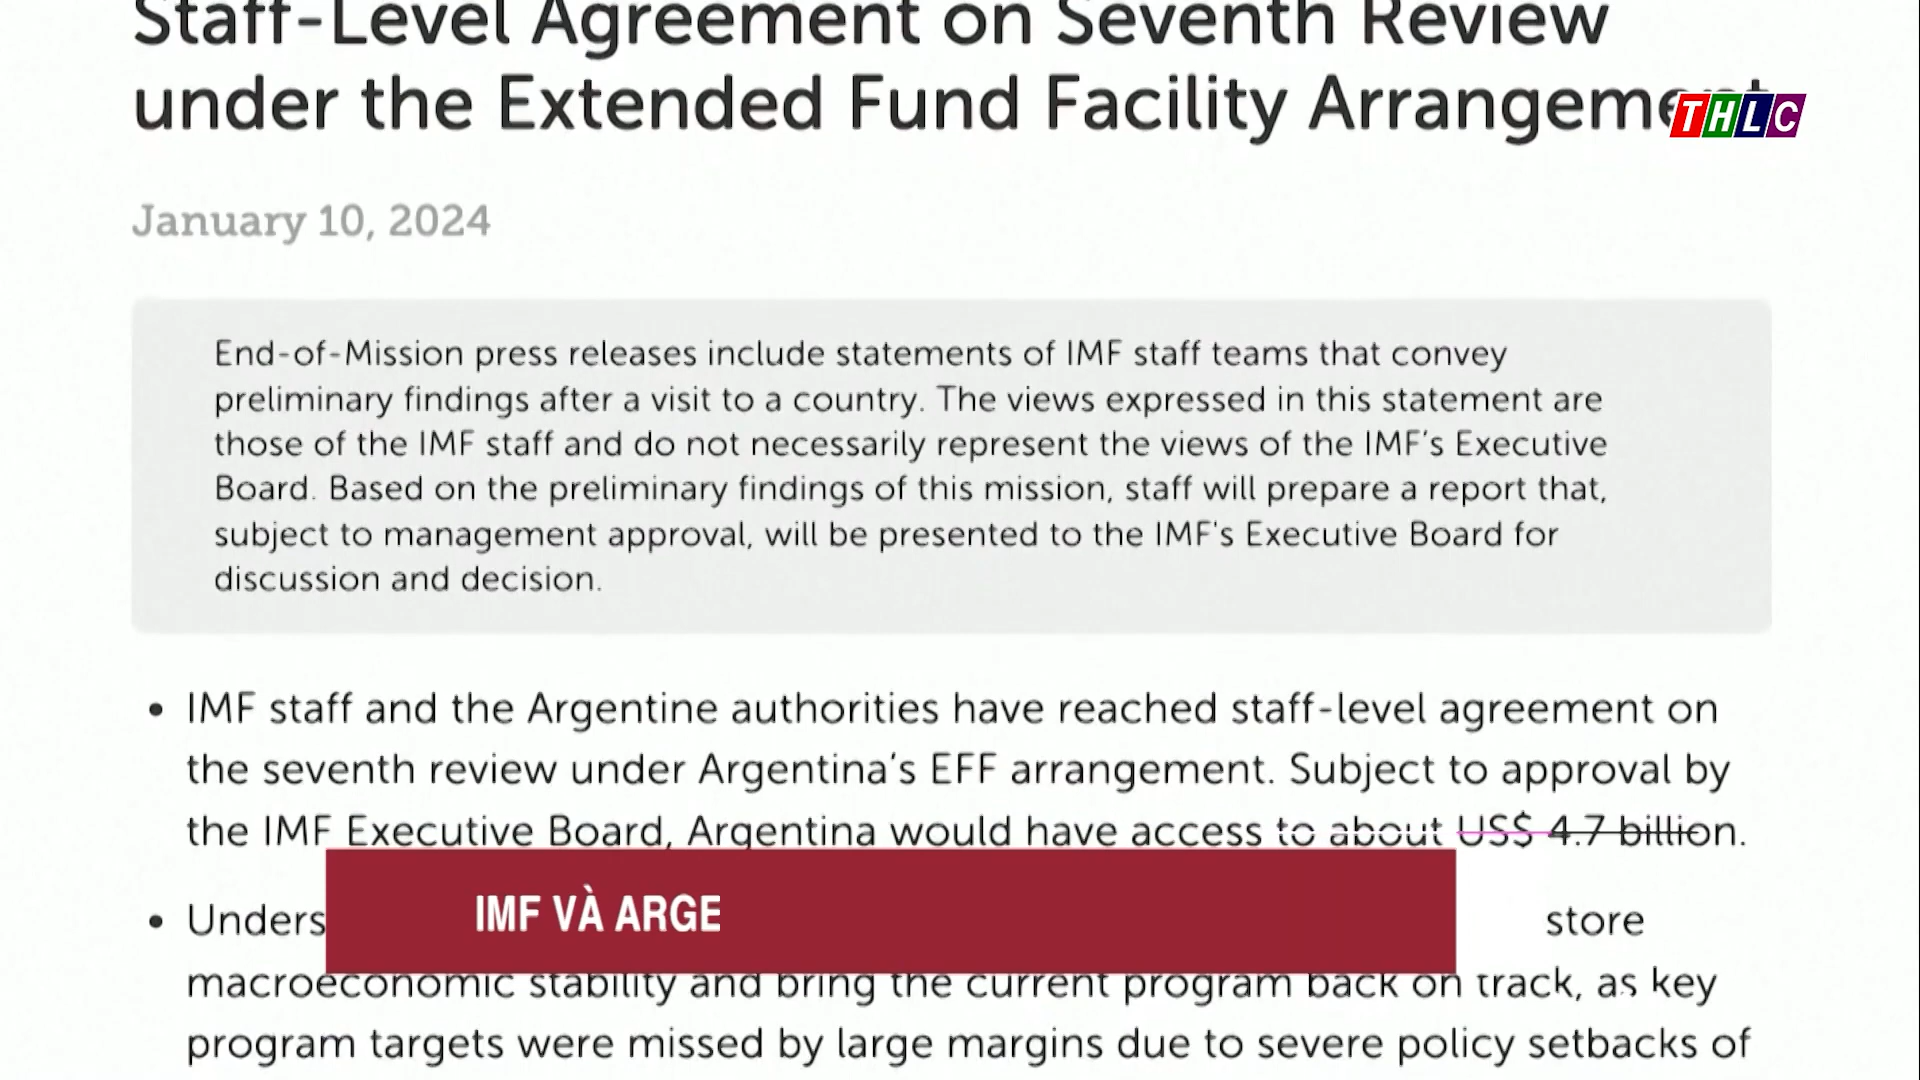 Staff-Level Agreement on Seventh Review
under the Extended Fund Facility
THLC
January 10, 2024
End-of-Mission press releases include statements of IMF staff teams that convey
preliminary findings after a visit to a country. The views expressed in this statement are
those of the IMF staff and do not necessarily represent the views of the IMF's Executive
Board. Based on the preliminary findings of this mission, staff will prepare a report that,
subject to management approval, will be presented to the IMF's Executive Board for
discussion and decision.
• IMF staff and the Argentine authorities have reached staff-level agreement on
the seventh review under Argentina's EFF arrangement. Subject to approval by
the IMF Executive Board, Argentina would have access to about US$ 4.7 billion.
IMF VÀ ARGE
• Unders store
macroeconomic stability and bring the current program back on track, as key
program targets were missed by large margins due to severe policy setbacks of